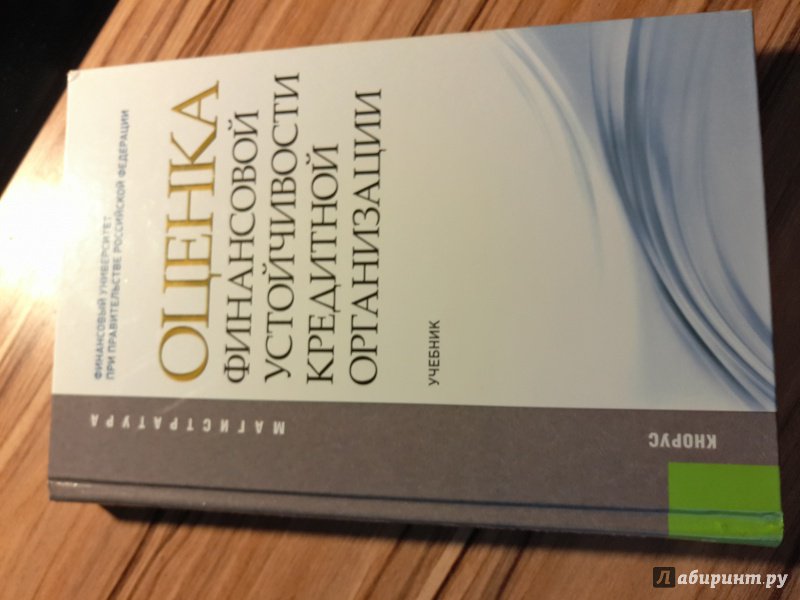 ФИНАНСОВЫЙ УНИВЕРСИТЕТ
ПРИ ПРАВИТЕЛЬСТВЕ РОССИЙСКОЙ ФЕДЕРАЦИИ
ОЦЕНКА
ФИНАНСОВОЙ
УСТОЙЧИВОСТИ
КРЕДИТНОЙ
ОРГАНИЗАЦИИ
УЧЕБНИК
МАГИСТРАТУРА
КНОРУС
Лабиринт.ру